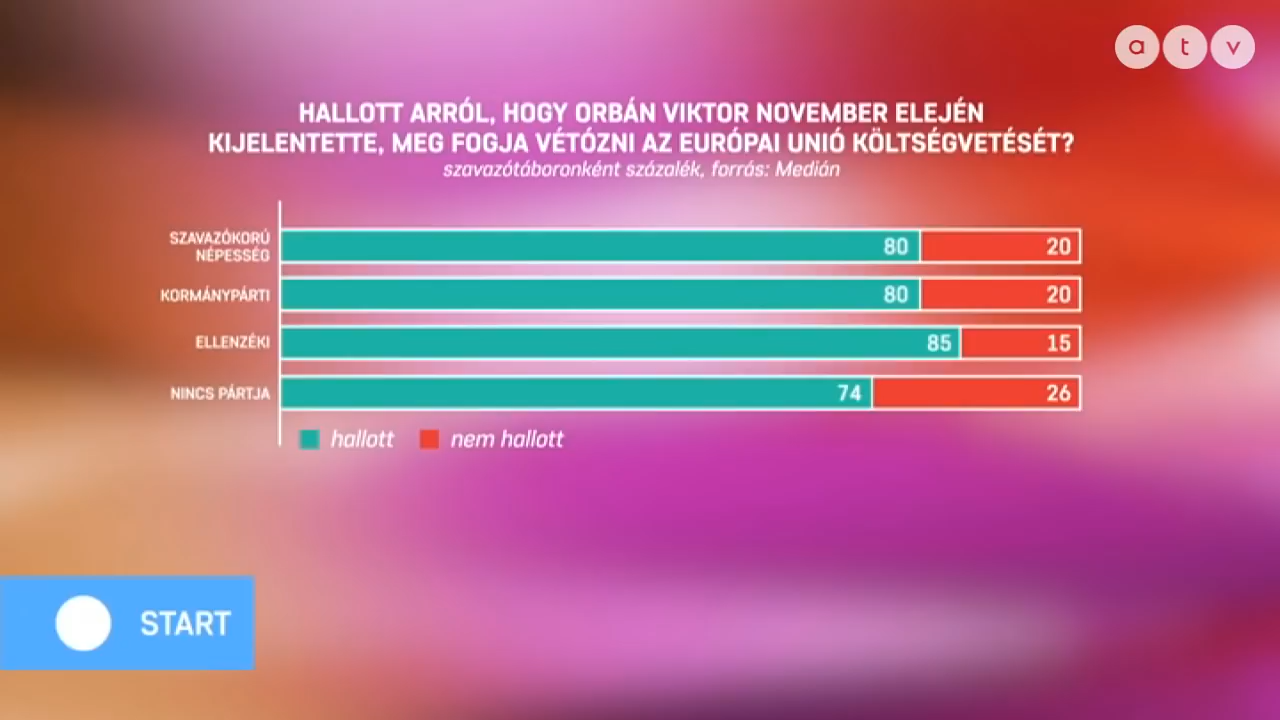 a t v
HALLOTT ARRÓL, HOGY ORBÁN VIKTOR NOVEMBER ELEJÉN
KIJELENTETTE, MEG FOGJA VÉTÓZNI AZ EURÓPAI UNIÓ KÖLTSÉGVETÉSÉT?
szavazótáboronként százalék, forrás: Medián
SZAVAZÓKORÚ
NÉPESSÉG
80 20
KORMÁNYPÁRTI 80 20
ELLENZÉKI 85 15
NINCS PÁRTJA 74 26
hallott nem hallott
START